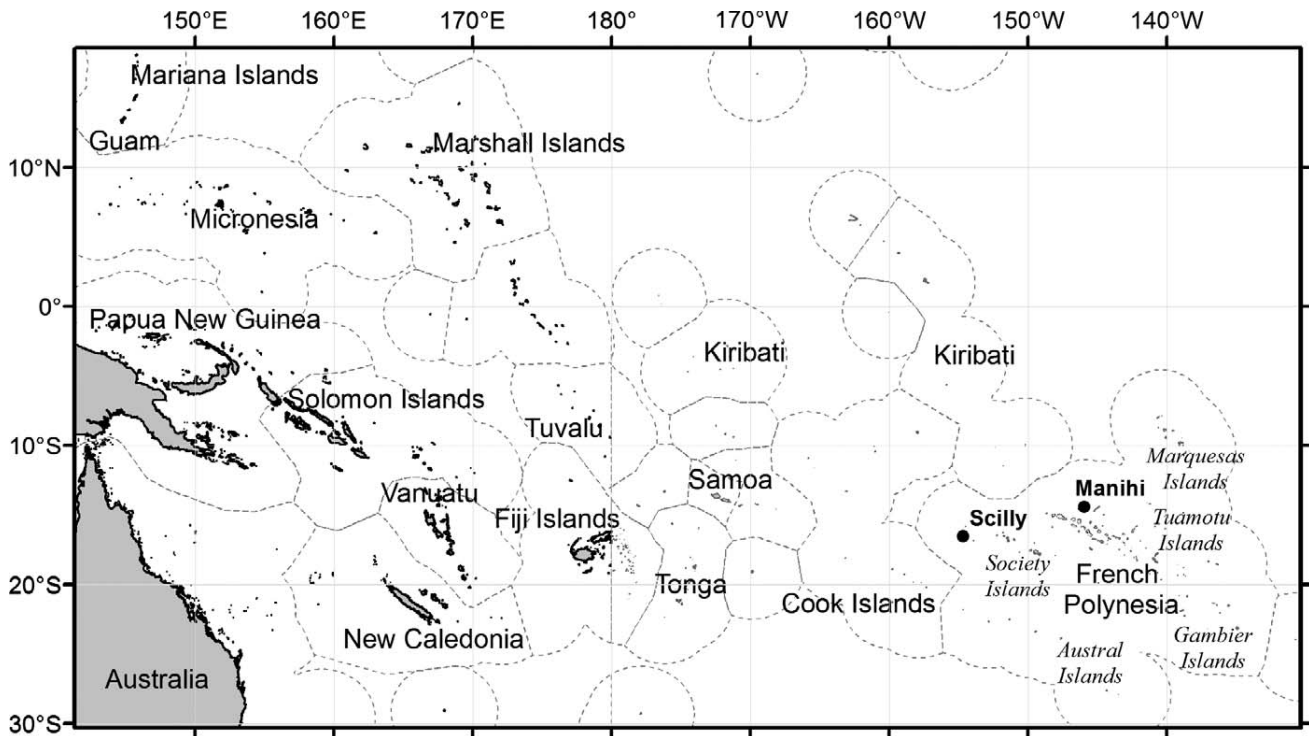 150°E 160°E 170°E 180° 170°W 160°W 150°W 140°W
Mariana Islands
Guam
Marshall Islands
10°N
Micronesia
0°
Papua New Guinea
Kiribati
Kiribati
Solomon Islands
Tuvalu
10°S
Marquesas
Islands
Samoa
Vanuatu
Manihi
Fiji Islands
Scilly
Tuamotu
Islands
Society
Islands
French
Polynesia
20°S
Tonga
Cook Islands
New Caledonia
Gambier
Islands
Austral
Islands
Australia
30°S